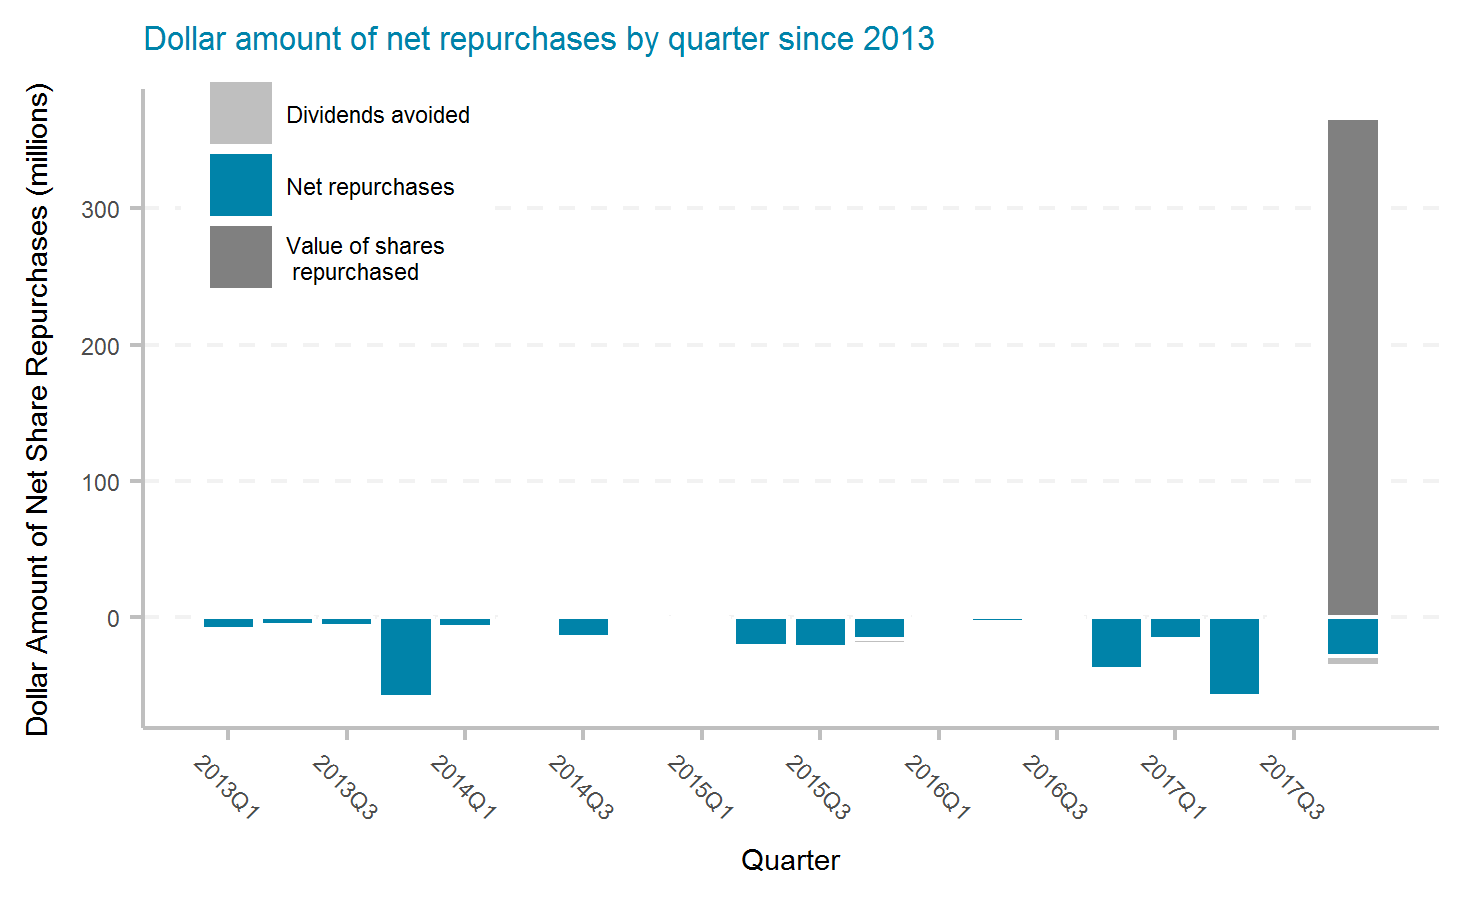 Dollar amount of net repurchases by quarter since 2013
Dividends avoided
Net repurchases
Value of shares
repurchased
Dollar Amount of Net Share Repurchases (millions)
300
200
100
0
2013Q1
2013Q3
2014Q1
2014Q3
2015Q1
2015Q3
2016Q1
2016Q3
2017Q1
2017Q3
Quarter